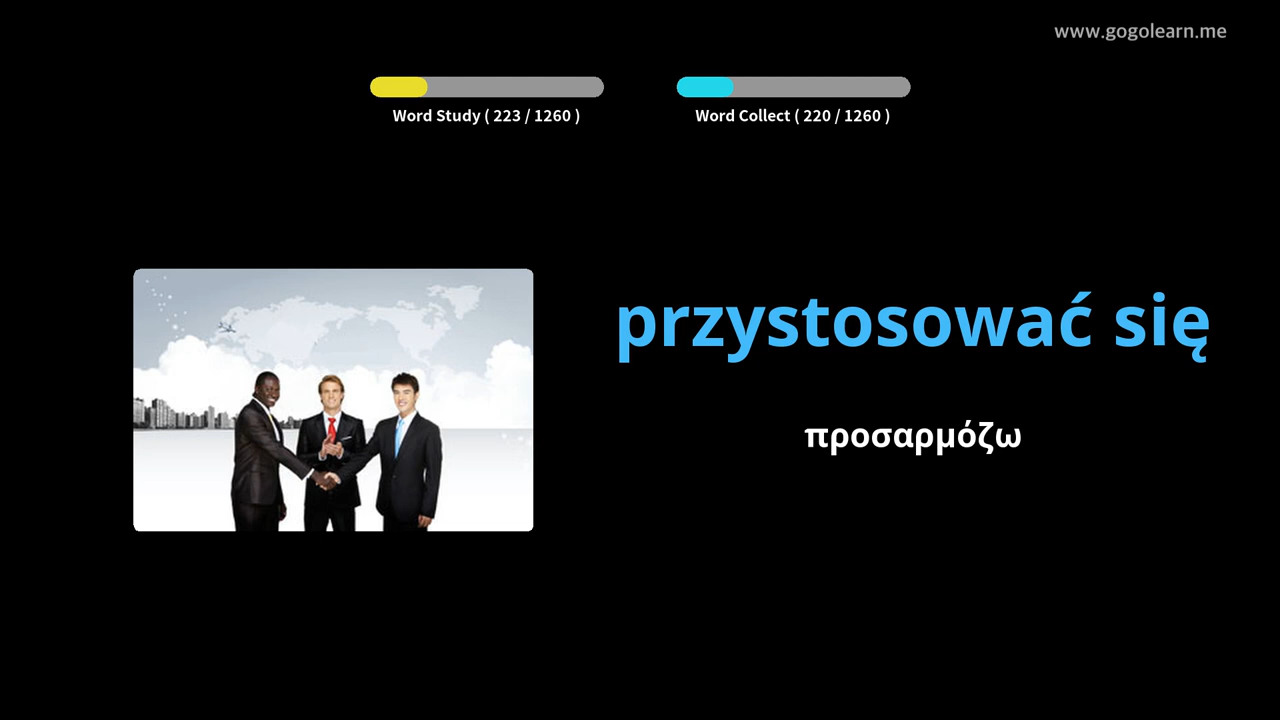 www.gogolearn.me
Word Study ( 223 / 1260 )
Word Collect ( 220 / 1260 )
przystosować się
προσαρμόζω